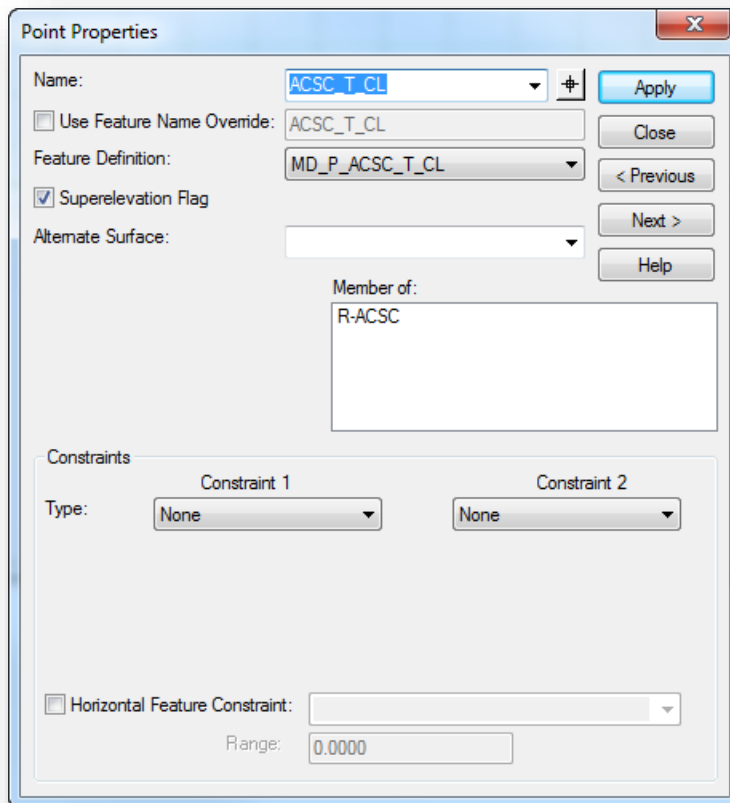 Point Properties
Name: ACSC_T_CL Apply
Use Feature Name Override: ACSC_T_CL Close
Feature Definition: MD_P_ACSC_T_CL < Previous
Superelevation Flag
Next >
Alternate Surface:
Help
Member of:
R-ACSC
Constraints
Constraint 1 Constraint 2
Type: None None
Horizontal Feature Constraint:
Range: 0.0000